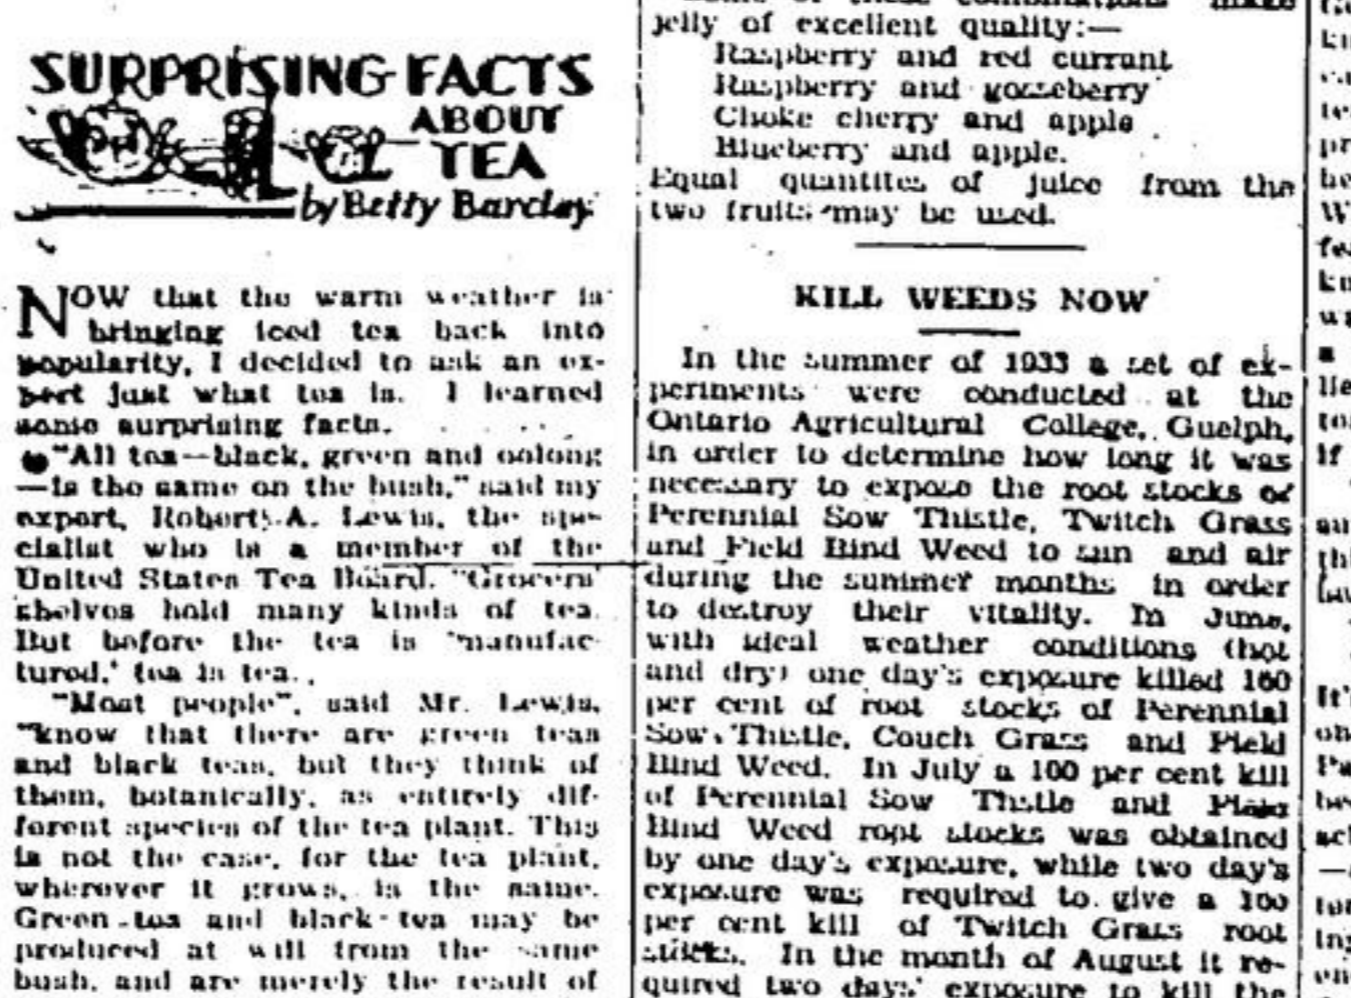 SURPRISING FACTS
ABOUT
TEA
by Betty Barclay
NOW that the warm weather is
bringing iced tea back into
popularity, I decided to ask an ex-
pert just what tea is. I learned
some surprising facts.
"All tea—black, green and oolong
—is the same on the bush," said my
expert, Robert A. Lewis, the spe-
cialist who is a member of the
United States Tea Board. "Grocers'
shelves hold many kinds of tea.
But before the tea is 'manufac-
tured,' tea is tea.
"Most people", said Mr. Lewis,
"know that there are green teas
and black teas, but they think of
them, botanically, as entirely dif-
ferent species of the tea plant. This
is not the case, for the tea plant,
wherever it grows, is the same.
Green tea and black tea may be
produced at will from the same
bush, and are merely the result of
jelly of excellent quality:—
Raspberry and red currant
Raspberry and gooseberry
Choke cherry and apple
Blueberry and apple.
Equal quantites of juice from the
two fruits may be used.
KILL WEEDS NOW
In the summer of 1933 a set of ex-
periments were conducted at the
Ontario Agricultural College, Guelph,
in order to determine how long it was
necessary to expose the root stocks of
Perennial Sow Thistle, Twitch Grass
and Field Bind Weed to sun and air
during the summer months in order
to destroy their vitality. In June,
with ideal weather conditions (hot
and dry) one day's exposure killed 100
per cent of root stocks of Perennial
Sow Thistle, Couch Grass and Field
Bind Weed. In July a 100 per cent kill
of Perennial Sow Thistle and Field
Bind Weed root stocks was obtained
by one day's exposure, while two day's
exposure was required to give a 100
per cent kill of Twitch Grass root
stocks. In the month of August it re-
quired two days' exposure to kill the